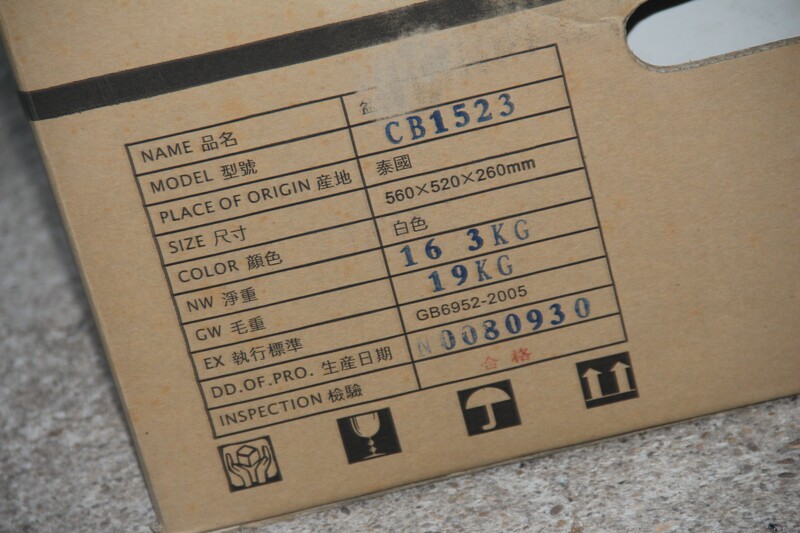 NAME 品名
MODEL 型號 CB1523
PLACE OF ORIGIN 産地 泰國
SIZE 尺寸 560×520×260mm
COLOR 顔色 白色
NW 淨重 16 3KG
GW 毛重 19KG
EX 執行標準 GB6952-2005
DD.OF.PRO. 生産日期 N0080930
INSPECTION 檢驗 合格